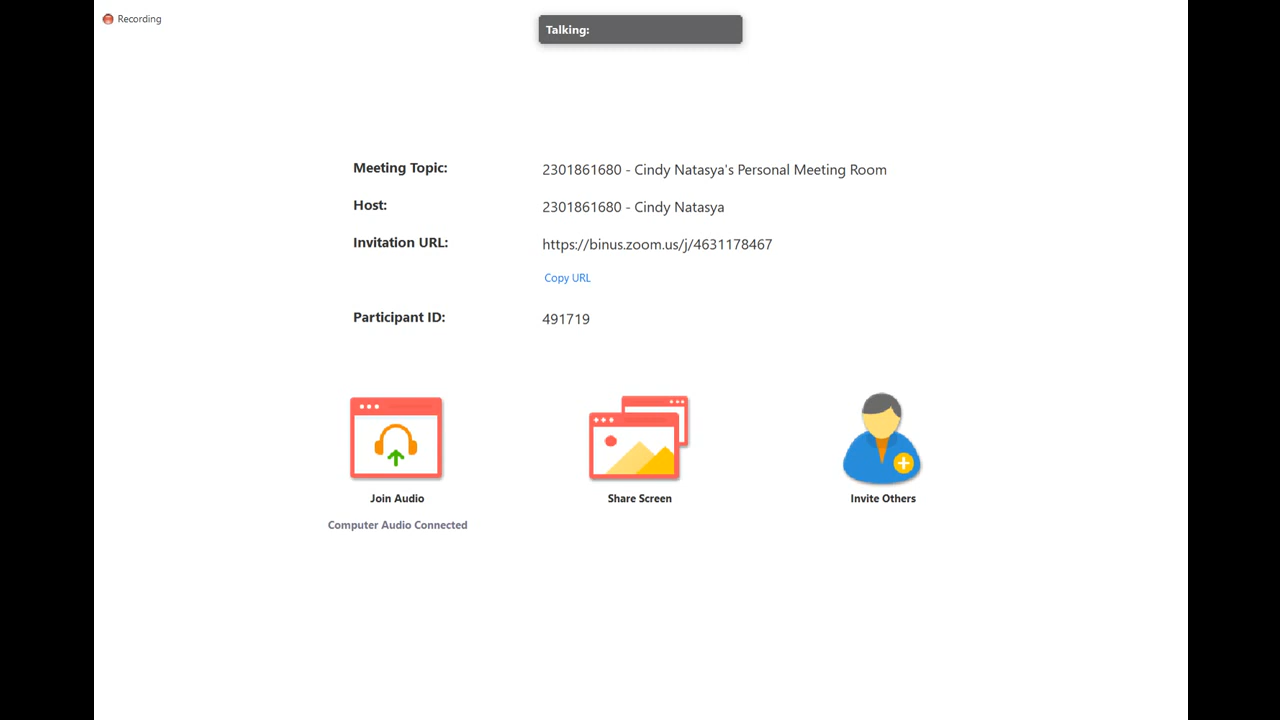 Recording
Talking:
Meeting Topic: 2301861680 - Cindy Natasya's Personal Meeting Room
Host: 2301861680 - Cindy Natasya
Invitation URL: https://binus.zoom.us/j/4631178467
Copy URL
Participant ID: 491719
Join Audio Share Screen Invite Others
Computer Audio Connected